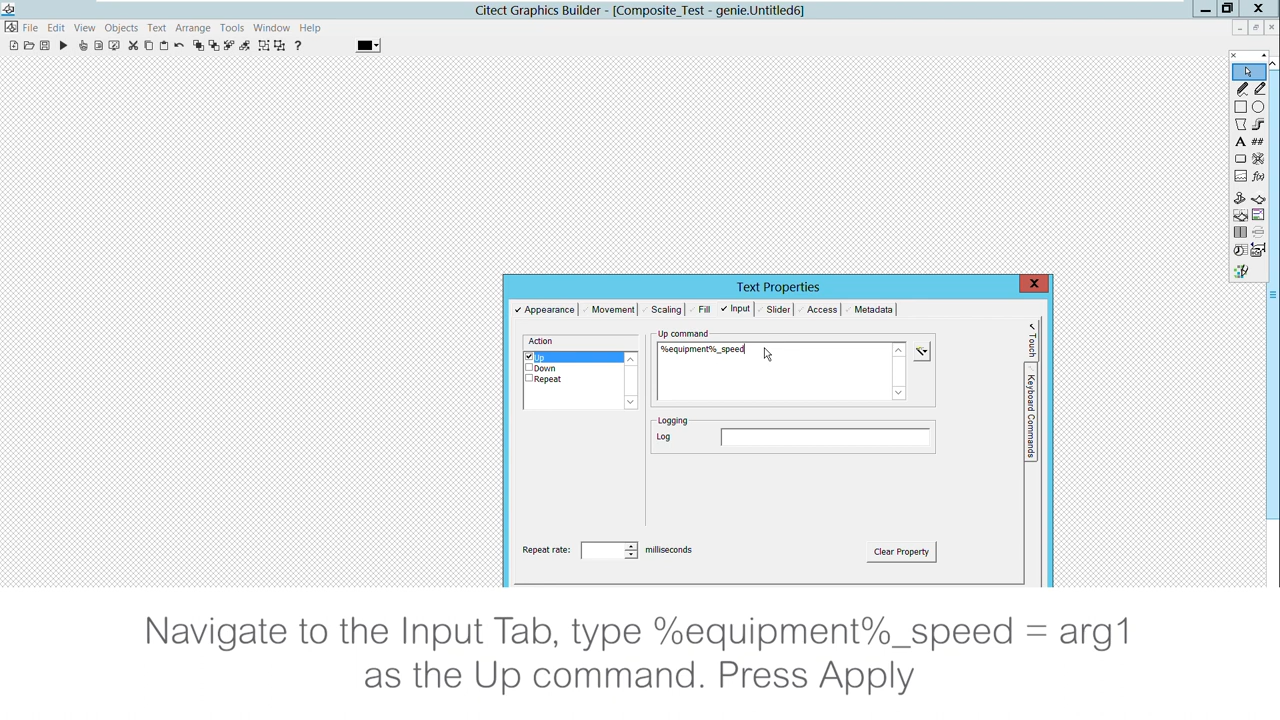 Citect Graphics Builder - [Composite_Test - genie.Untitled6]
File Edit View Objects Text Arrange Tools Window Help
Text Properties
Appearance Movement Scaling Fill Input Slider Access Metadata
Action
Up
Down
Repeat
Up command
%equipment%_speed
Logging
Log
Touch
Keyboard Commands
Repeat rate: milliseconds
Clear Property
Navigate to the Input Tab, type %equipment%_speed = arg1
as the Up command. Press Apply